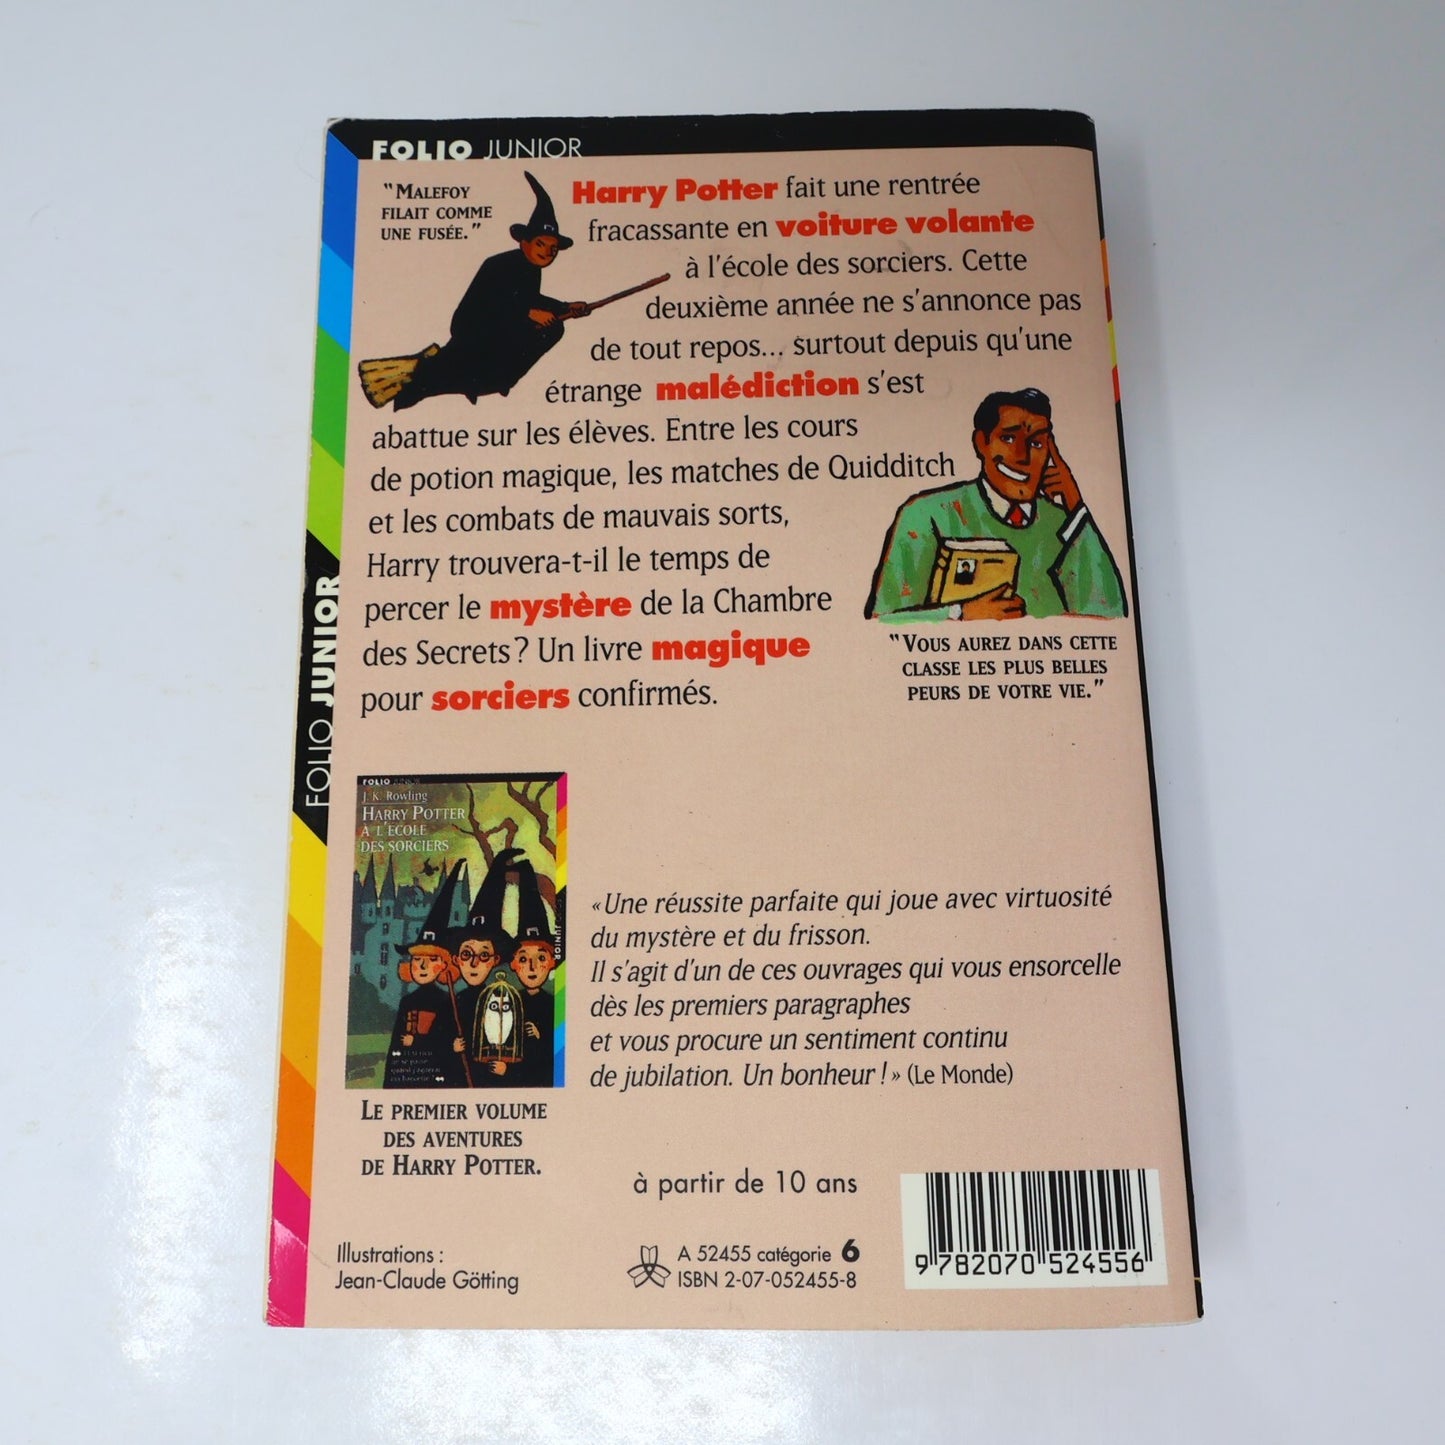 FOLIO JUNIOR
"MALEFOY
FILAIT COMME
UNE FUSÉE."
Harry Potter fait une rentrée
fracassante en voiture volante
à l'école des sorciers. Cette
deuxième année ne s'annonce pas
de tout repos... surtout depuis qu'une
étrange malédiction s'est
abattue sur les élèves. Entre les cours
de potion magique, les matches de Quidditch
et les combats de mauvais sorts,
Harry trouvera-t-il le temps de
percer le mystère de la Chambre
des Secrets ? Un livre magique
pour sorciers confirmés.
"VOUS AUREZ DANS CETTE
CLASSE LES PLUS BELLES
PEURS DE VOTRE VIE."
FOLIO JUNIOR
FOLIO
J. K. Rowling
HARRY POTTER
À L'ÉCOLE
DES SORCIERS
JUNIOR
LE PREMIER VOLUME
DES AVENTURES
DE HARRY POTTER.
«Une réussite parfaite qui joue avec virtuosité
du mystère et du frisson.
Il s'agit d'un de ces ouvrages qui vous ensorcelle
dès les premiers paragraphes
et vous procure un sentiment continu
de jubilation. Un bonheur ! » (Le Monde)
à partir de 10 ans
Illustrations :
Jean-Claude Götting
A 52455 catégorie 6
ISBN 2-07-052455-8
9 782070 524556